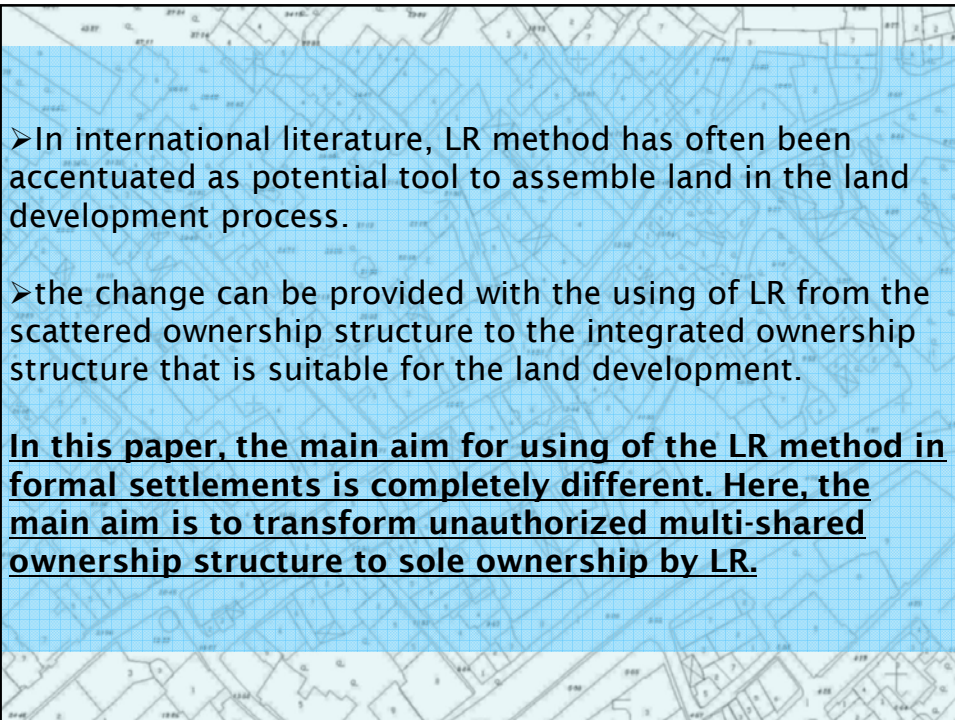 ➢In international literature, LR method has often been
accentuated as potential tool to assemble land in the land
development process.
➢the change can be provided with the using of LR from the
scattered ownership structure to the integrated ownership
structure that is suitable for the land development.
In this paper, the main aim for using of the LR method in
formal settlements is completely different. Here, the
main aim is to transform unauthorized multi-shared
ownership structure to sole ownership by LR.